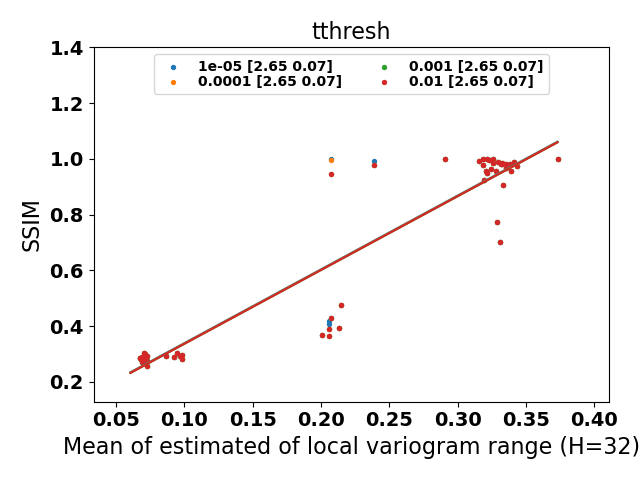 tthresh
1e-05 [2.65 0.07] 0.001 [2.65 0.07]
0.0001 [2.65 0.07] 0.01 [2.65 0.07]
1.4
1.2
1.0
0.8
0.6
0.4
0.2
SSIM
0.05 0.10 0.15 0.20 0.25 0.30 0.35 0.40
Mean of estimated of local variogram range (H=32)